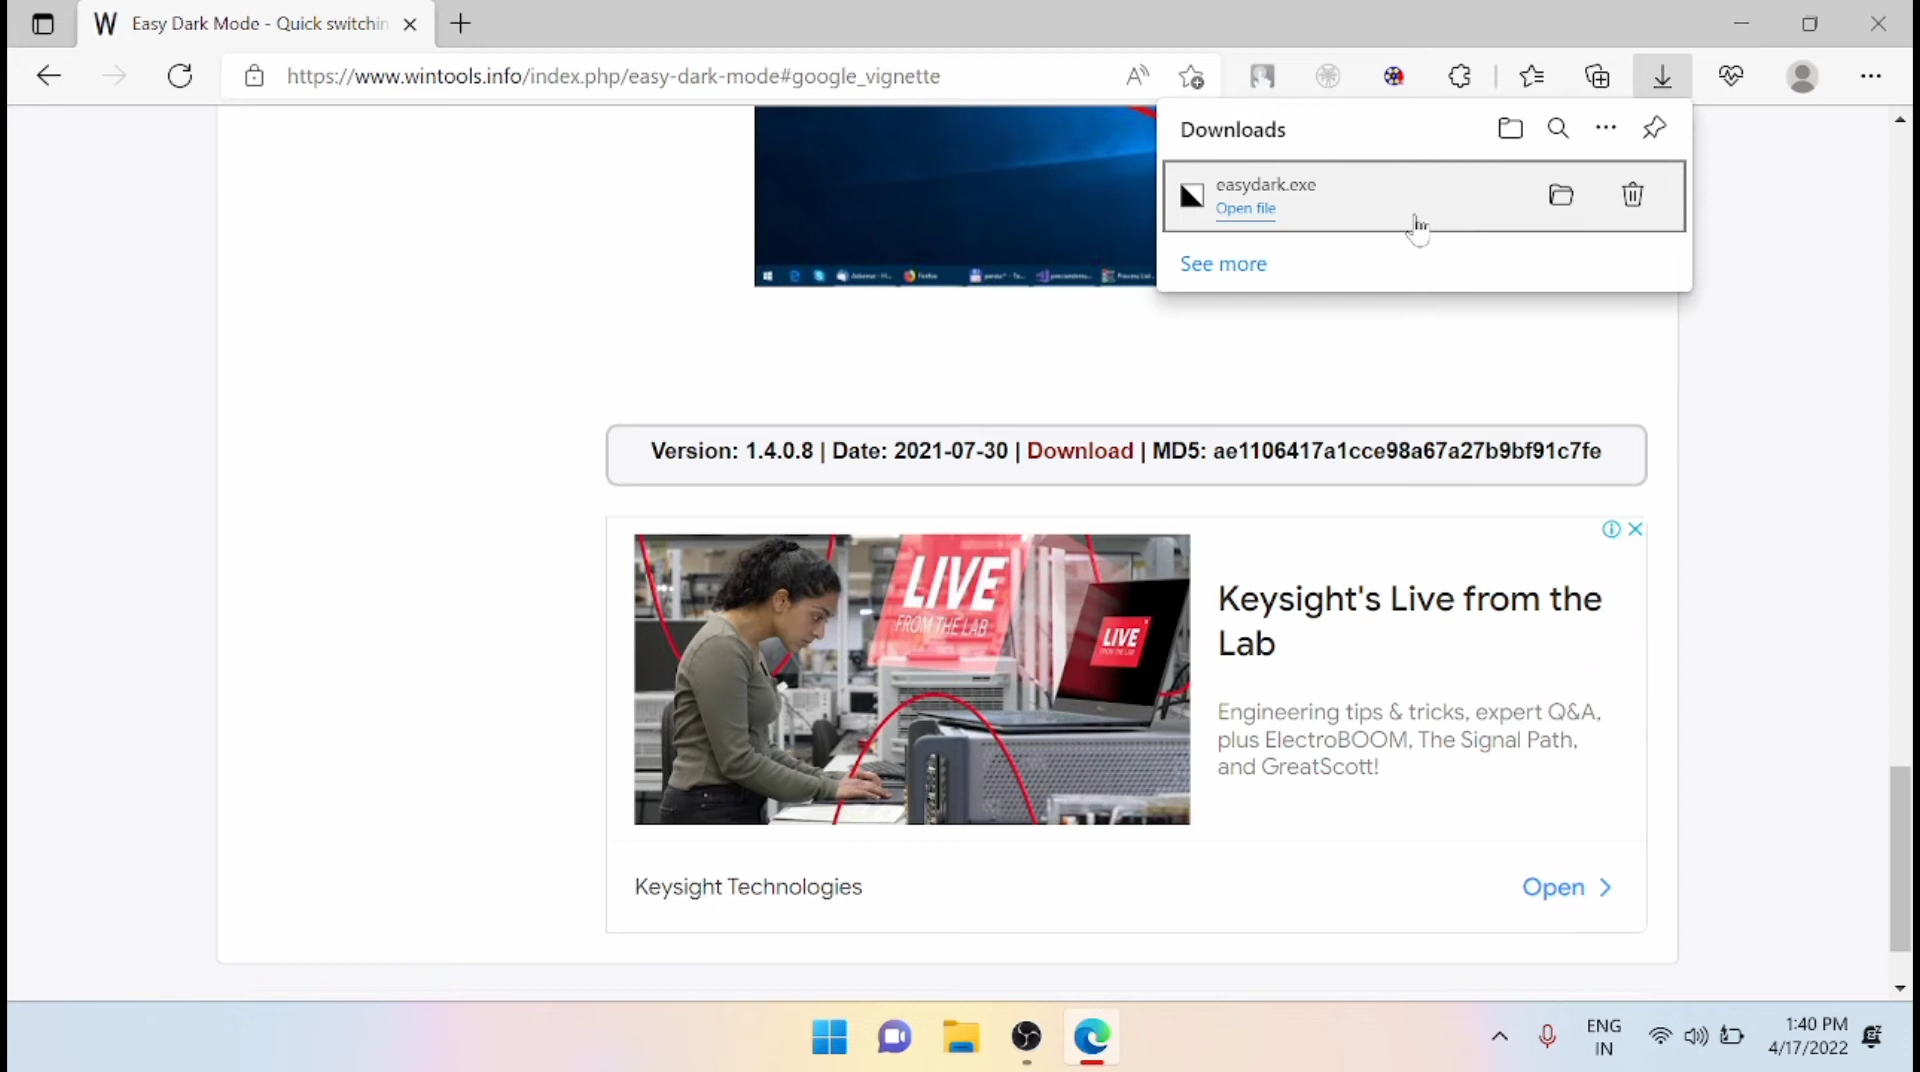 Easy Dark Mode - Quick switchin
https://www.wintools.info/index.php/easy-dark-mode#google_vignette
Downloads
easydark.exe
Open file
See more
Version: 1.4.0.8 | Date: 2021-07-30 | Download | MD5: ae1106417a1cce98a67a27b9bf91c7fe
LIVE
FROM THE LAB
LIVE
Keysight's Live from the
Lab
Engineering tips & tricks, expert Q&A,
plus ElectroBOOM, The Signal Path,
and GreatScott!
Keysight Technologies
Open
ENG
IN
1:40 PM
4/17/2022